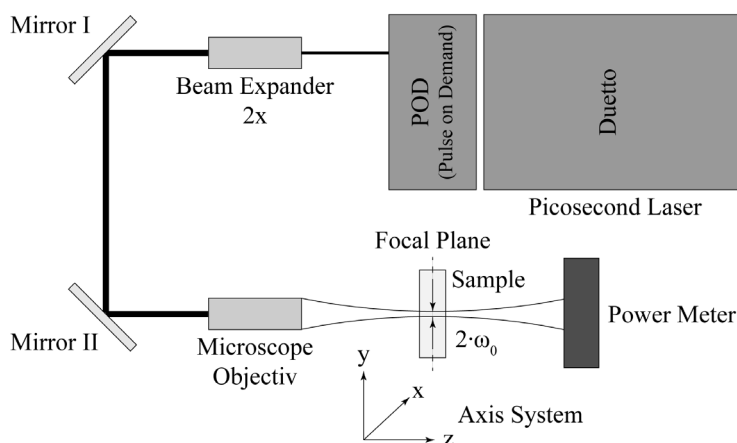 Mirror I
Beam Expander
2x
POD
(Pulse on Demand)
Duetto
Picosecond Laser
Focal Plane
Sample
Power Meter
2·ω0
Mirror II
Microscope
Objectiv
y
x
z
Axis System